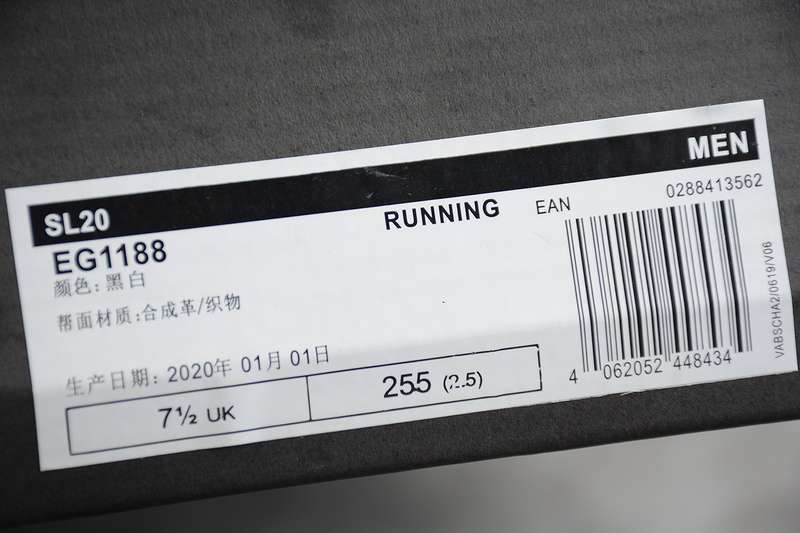 MEN
SL20
RUNNING
EAN
0288413562
EG1188
颜色: 黑白
帮面材质:合成革/织物
生产日期: 2020年 01月 01日
7½ UK
255 (2.5)
4 062052 448434
VABSCHA2/0619/V06